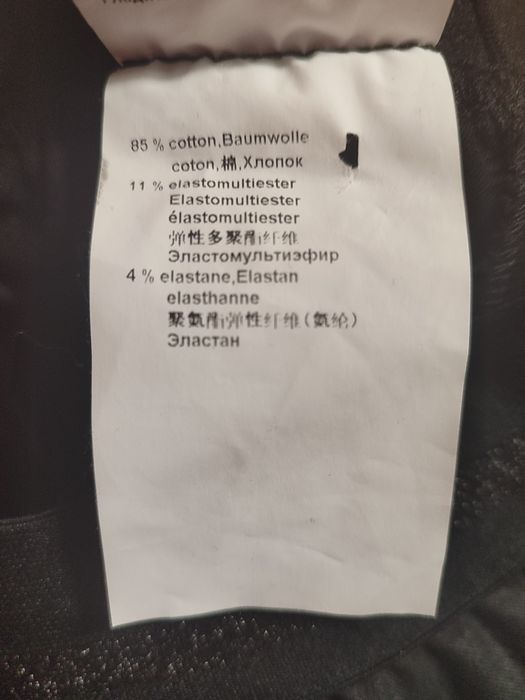 85 % cotton,Baumwolle
coton,棉,Хлопок
11 % elastomultiester
Elastomultiester
élastomultiester
弹性多聚酯纤维
Эластомультиэфир
4 % elastane,Elastan
elasthanne
聚氨酯弹性纤维(氨纶)
Эластан